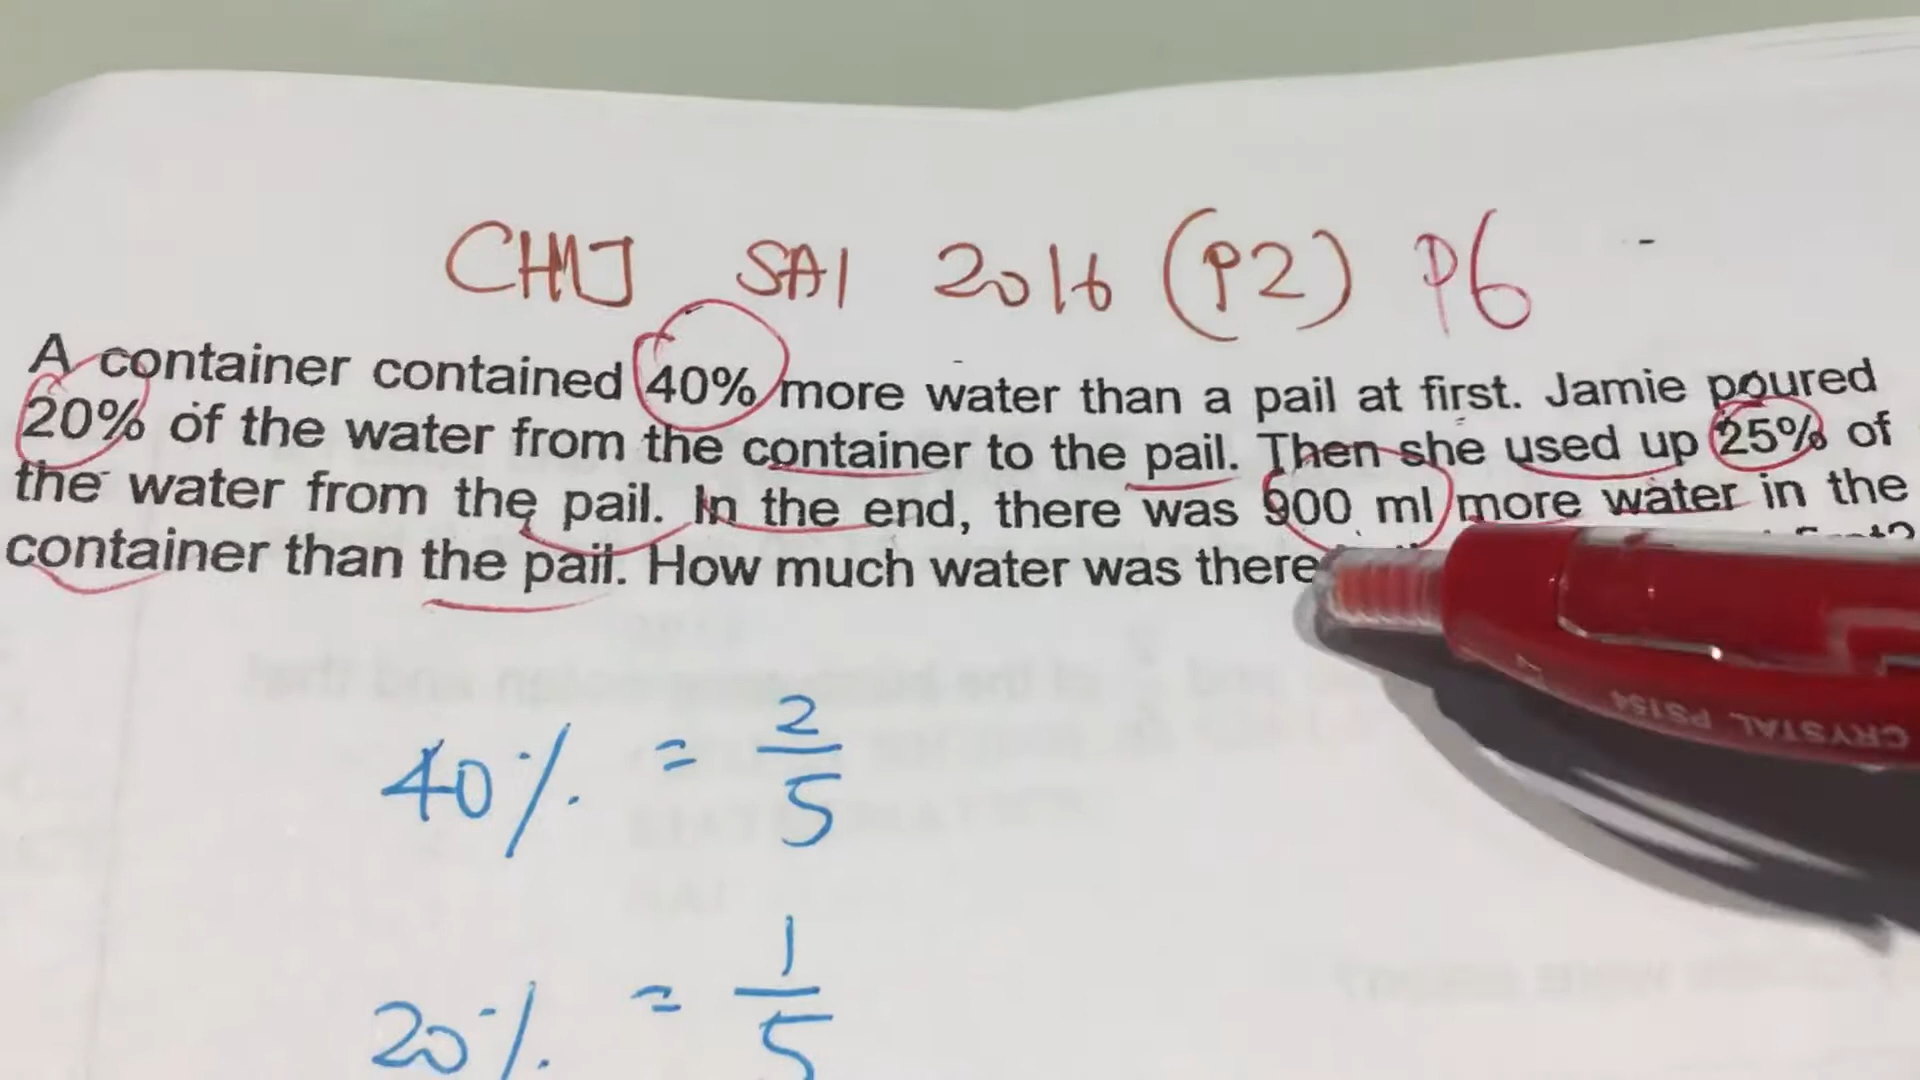 CHIJ SA1 2016 (P2) P6
A container contained 40% more water than a pail at first. Jamie poured
20% of the water from the container to the pail. Then she used up 25% of
the water from the pail. In the end, there was 900 ml more water in the
container than the pail. How much water was there
40% = 2/5
20% = 1/5
CRYSTAL PS154